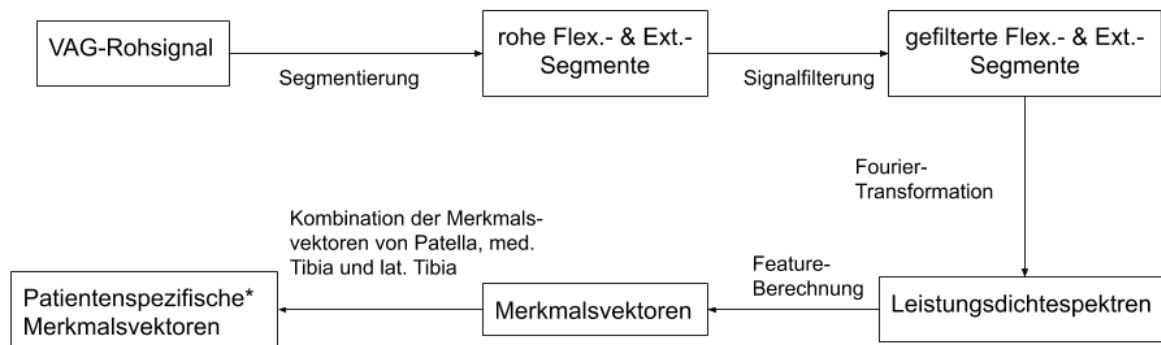 VAG-Rohsignal
Segmentierung
rohe Flex.- & Ext.-
Segmente
Signalfilterung
gefilterte Flex.- & Ext.-
Segmente
Fourier-
Transformation
Leistungsdichtespektren
Feature-
Berechnung
Merkmalsvektoren
Kombination der Merkmals-
vektoren von Patella, med.
Tibia und lat. Tibia
Patientenspezifische*
Merkmalsvektoren